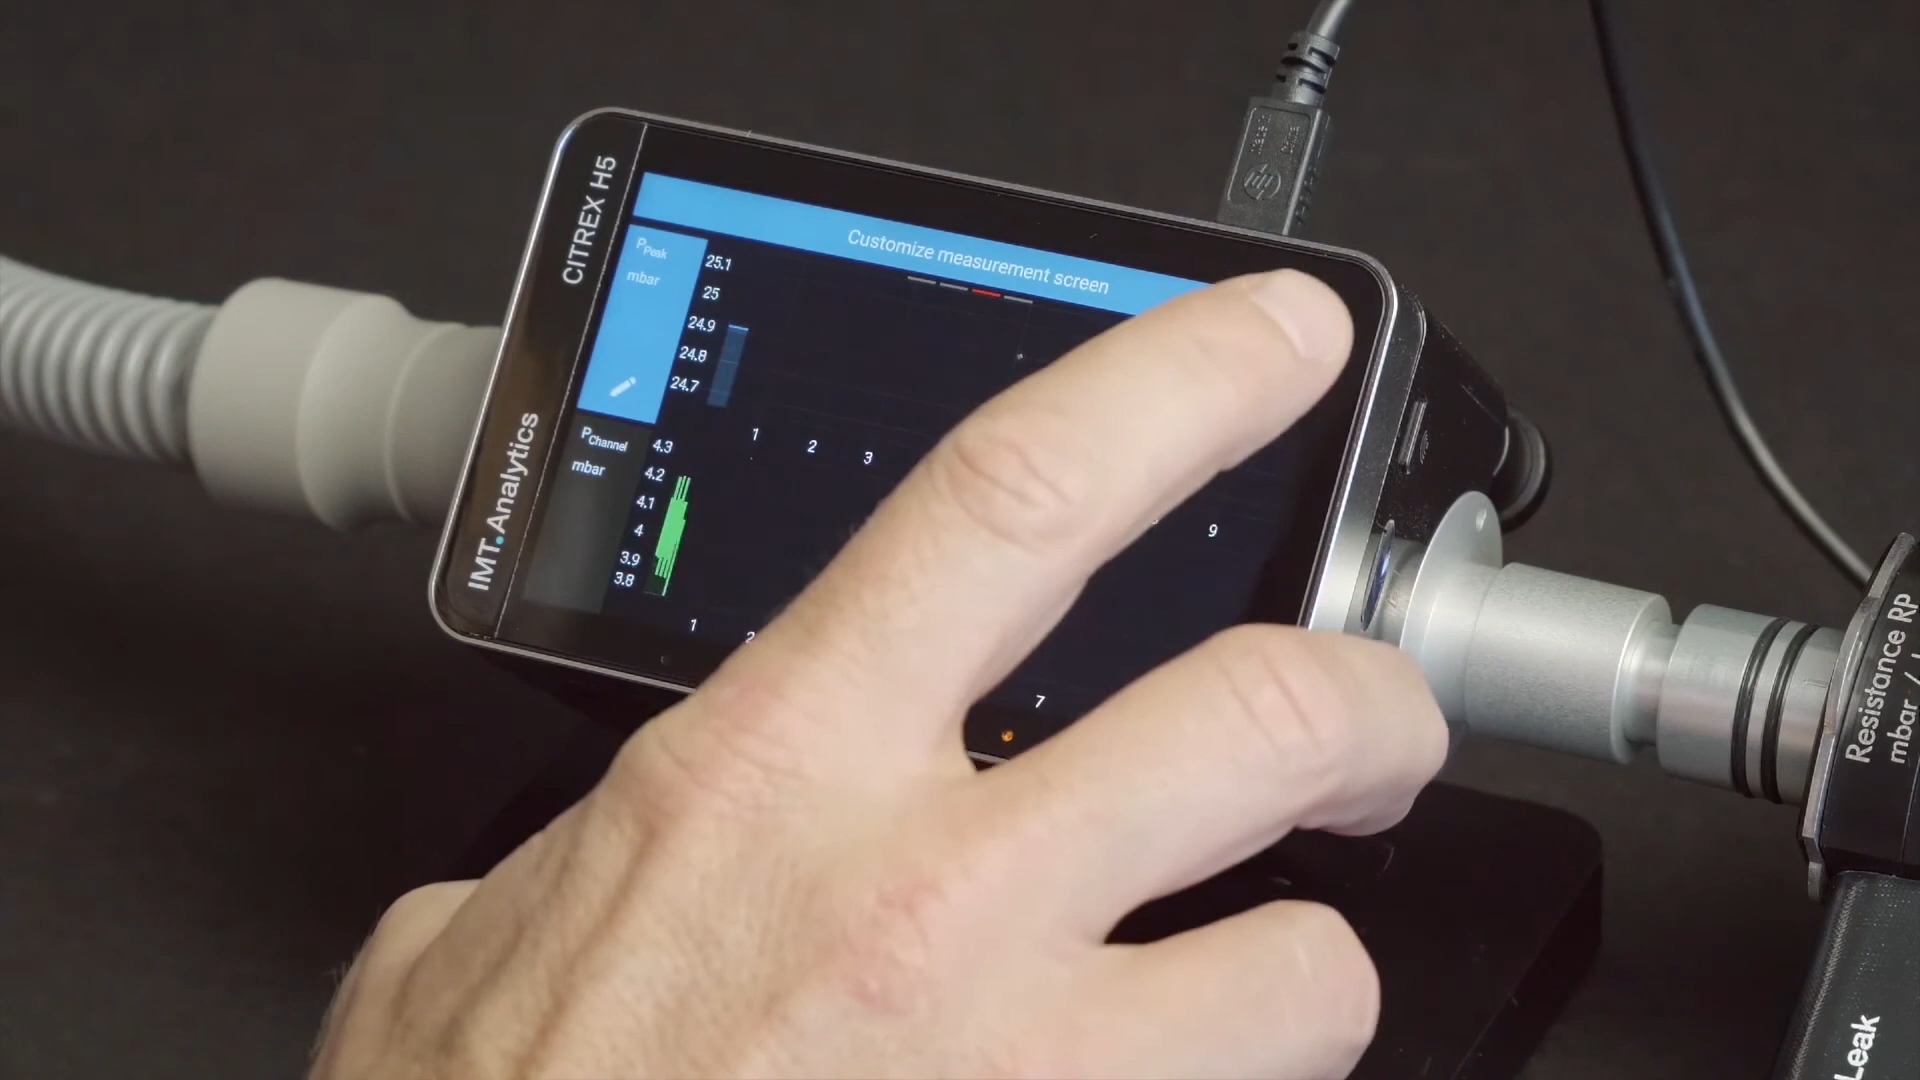 CITREX H5
IMT.Analytics
Customize measurement screen
PPeak
mbar
25.1
25
24.9
24.8
24.7
1 2 3 9
PChannel
mbar
4.3
4.2
4.1
4
3.9
3.8
1 2 7
hp
Resistance RP
mbar /
Leak